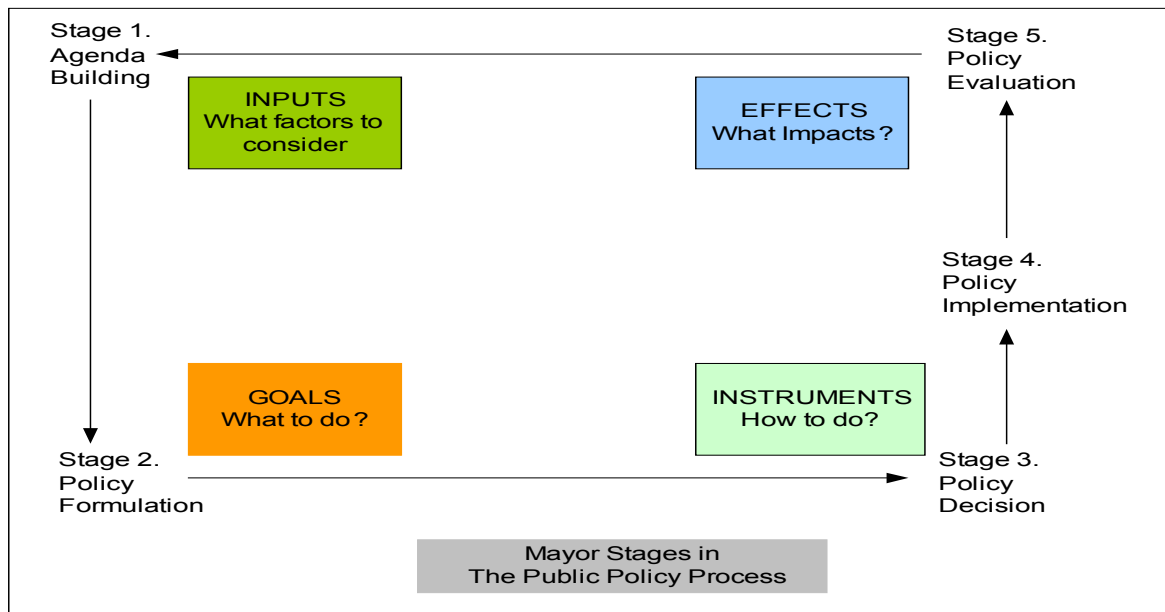 Stage 1.
Agenda
Building
Stage 5.
Policy
Evaluation
INPUTS
What factors to
consider
EFFECTS
What Impacts?
Stage 4.
Policy
Implementation
GOALS
What to do?
INSTRUMENTS
How to do?
Stage 2.
Policy
Formulation
Stage 3.
Policy
Decision
Mayor Stages in
The Public Policy Process